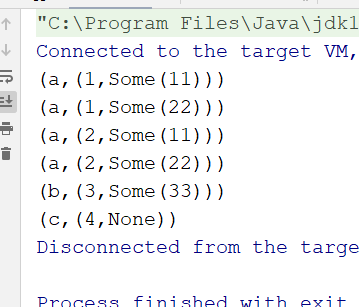 "C:\Program Files\Java\jdk1
Connected to the target VM,
(a,(1,Some(11)))
(a,(1,Some(22)))
(a,(2,Some(11)))
(a,(2,Some(22)))
(b,(3,Some(33)))
(c,(4,None))
Disconnected from the targe
Process finished with exit